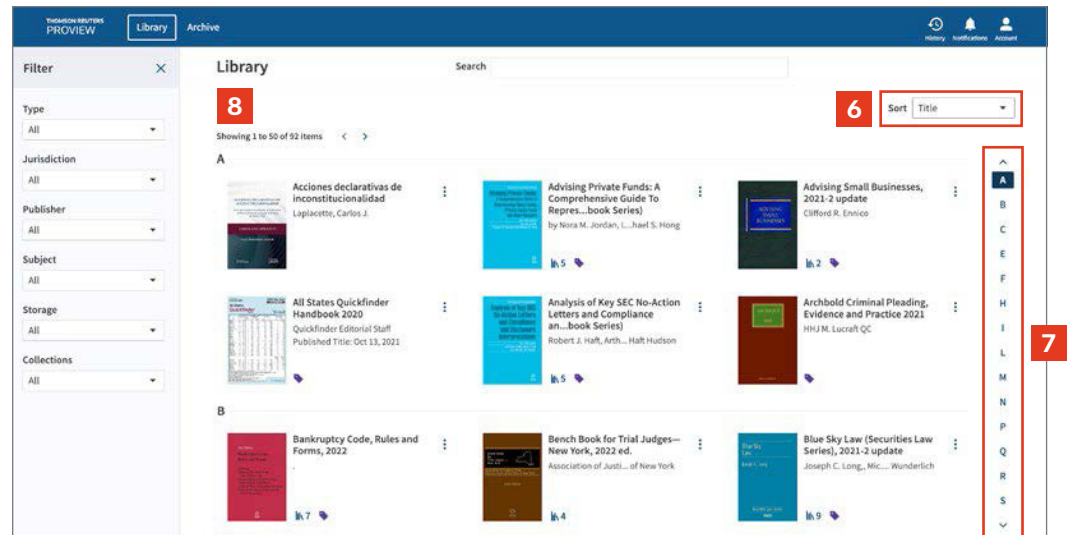 THOMSON REUTERS
PROVIEW
Library
Archive
History
Notifications
Account
Filter
Library
Search
Type
8
6
Sort
Title
All
Showing 1 to 50 of 92 items
Jurisdiction
A
All
Publisher
All
Subject
All
Storage
All
Collections
All
Acciones declarativas de
inconstitucionalidad
Laplacette, Carlos J.
Advising Private Funds: A
Comprehensive Guide To
Repres...book Series)
by Nora M. Jordan, L...hael S. Hong
5
Advising Small Businesses,
2021-2 update
Clifford R. Ennico
ADVISING
SMALL
BUSINESSES
2
All States Quickfinder
Handbook 2020
Quickfinder Editorial Staff
Published Title: Oct 13, 2021
Analysis of Key SEC No-Action
Letters and Compliance
an...book Series)
Robert J. Haft, Arth... Haft Hudson
5
Archbold Criminal Pleading,
Evidence and Practice 2021
HHJ M. Lucraft QC
B
Bankruptcy Code, Rules and
Forms, 2022
.
7
Bench Book for Trial Judges—
New York, 2022 ed.
Association of Justi... of New York
4
Blue Sky Law (Securities Law
Series), 2021-2 update
Joseph C. Long,, Mic.... Wunderlich
Blue Sky
Law
9
A
B
C
E
F
H
I
L
7
M
N
P
Q
R
S